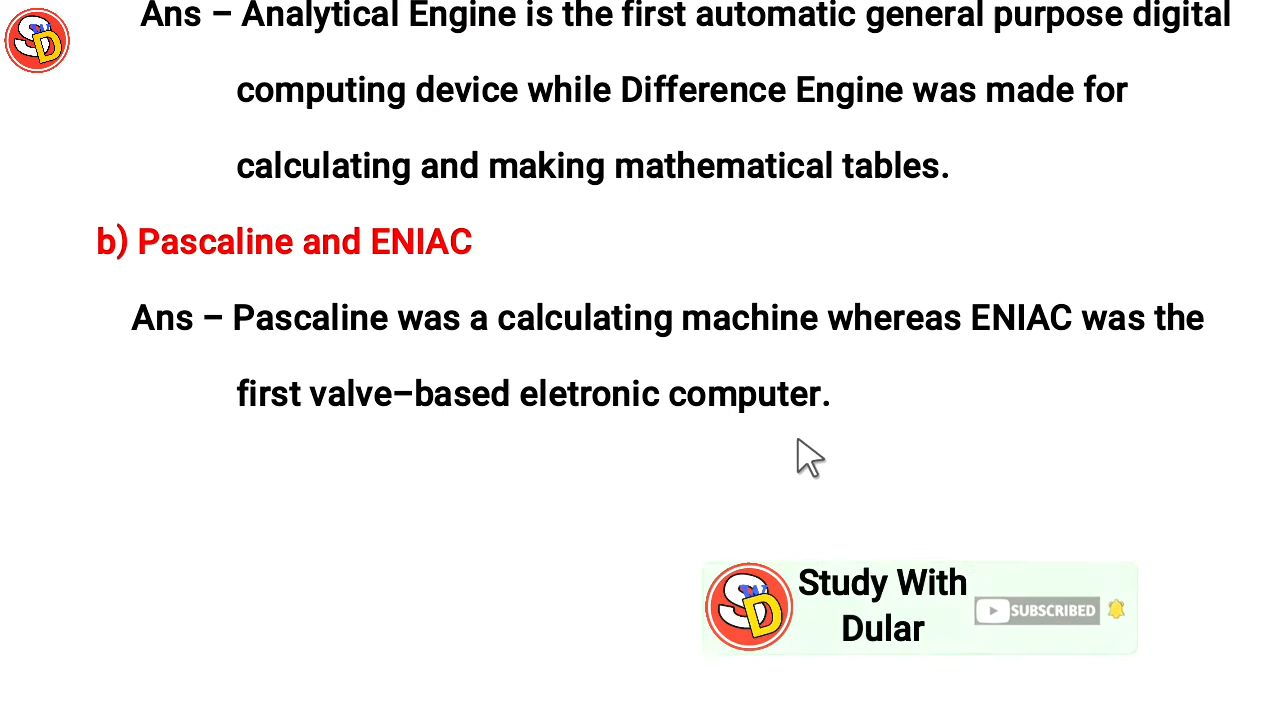 Ans – Analytical Engine is the first automatic general purpose digital
computing device while Difference Engine was made for
calculating and making mathematical tables.
b) Pascaline and ENIAC
Ans – Pascaline was a calculating machine whereas ENIAC was the
first valve–based eletronic computer.
Study With
Dular
SUBSCRIBED